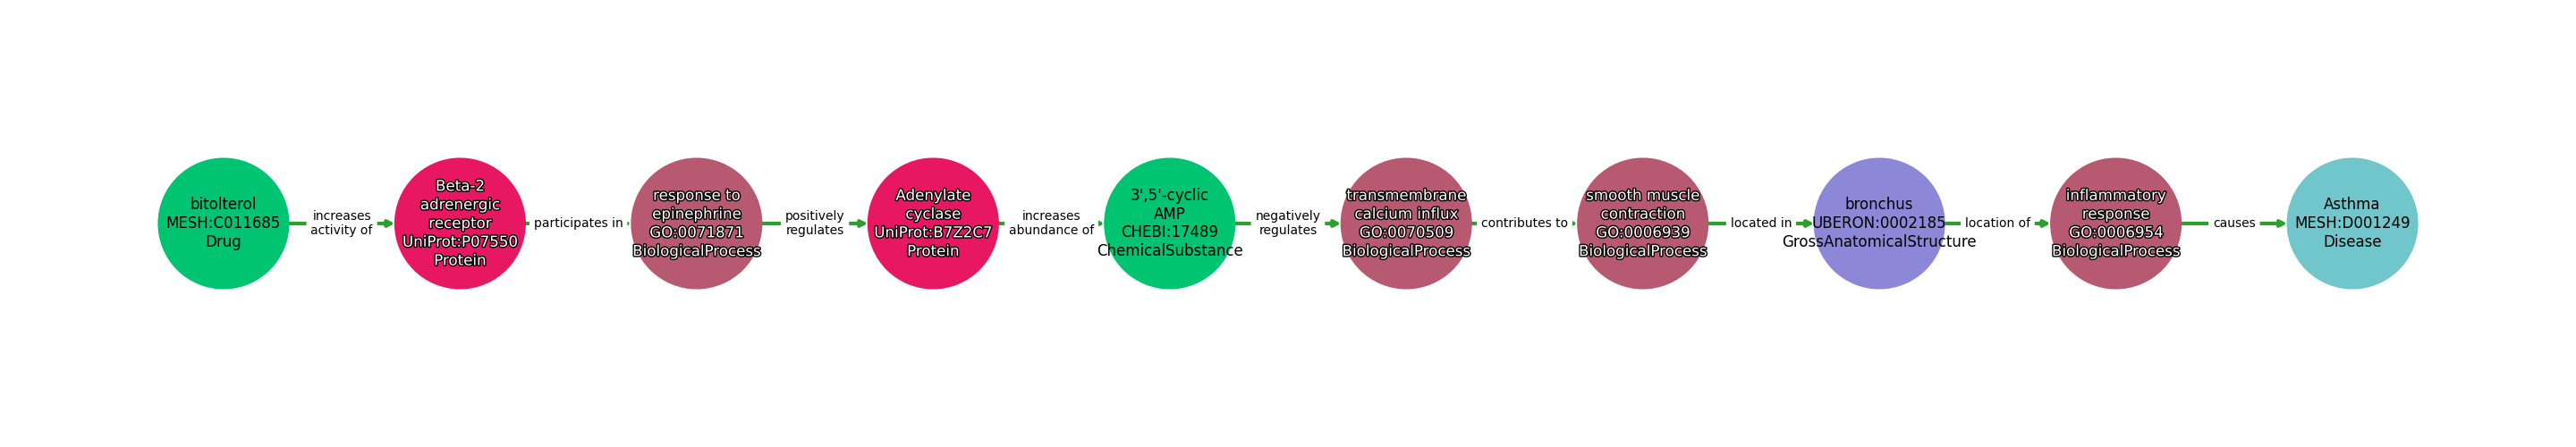 bitolterol
MESH:C011685
Drug
increases
activity of
Beta-2
adrenergic
receptor
UniProt:P07550
Protein
participates in
response to
epinephrine
GO:0071871
BiologicalProcess
positively
regulates
Adenylate
cyclase
UniProt:B7Z2C7
Protein
increases
abundance of
3',5'-cyclic
AMP
CHEBI:17489
ChemicalSubstance
negatively
regulates
transmembrane
calcium influx
GO:0070509
BiologicalProcess
contributes to
smooth muscle
contraction
GO:0006939
BiologicalProcess
located in
bronchus
UBERON:0002185
GrossAnatomicalStructure
location of
inflammatory
response
GO:0006954
BiologicalProcess
causes
Asthma
MESH:D001249
Disease